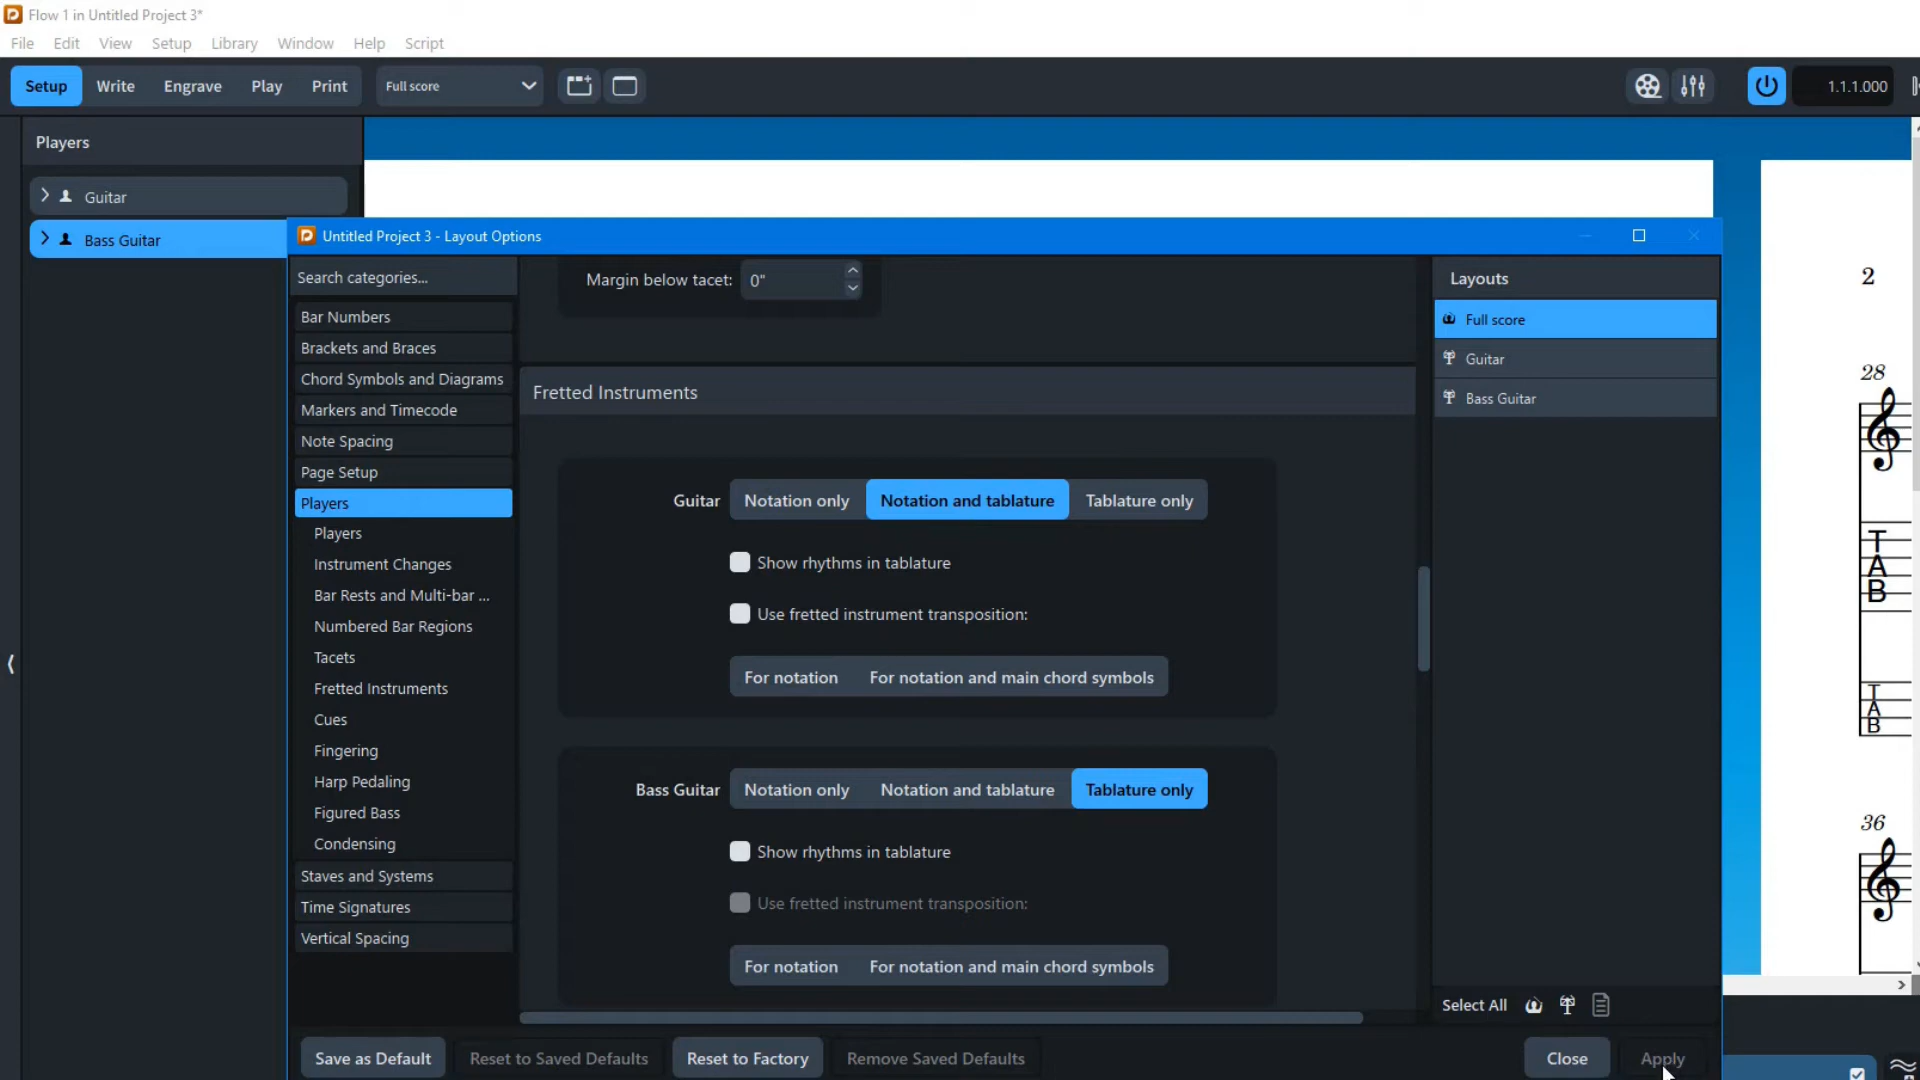 Flow 1 in Untitled Project 3*
File Edit View Setup Library Window Help Script
Setup Write Engrave Play Print Full score 1.1.1.000
Players
Guitar
Bass Guitar
Untitled Project 3 - Layout Options
Search categories...
Bar Numbers
Brackets and Braces
Chord Symbols and Diagrams
Markers and Timecode
Note Spacing
Page Setup
Players
Players
Instrument Changes
Bar Rests and Multi-bar ...
Numbered Bar Regions
Tacets
Fretted Instruments
Cues
Fingering
Harp Pedaling
Figured Bass
Condensing
Staves and Systems
Time Signatures
Vertical Spacing
Margin below tacet: 0"
Fretted Instruments
Guitar Notation only Notation and tablature Tablature only
Show rhythms in tablature
Use fretted instrument transposition:
For notation For notation and main chord symbols
Bass Guitar Notation only Notation and tablature Tablature only
Show rhythms in tablature
Use fretted instrument transposition:
For notation For notation and main chord symbols
Layouts
Full score
Guitar
Bass Guitar
Select All
Save as Default Reset to Saved Defaults Reset to Factory Remove Saved Defaults Close Apply
2
28
T
A
B
T
A
B
36